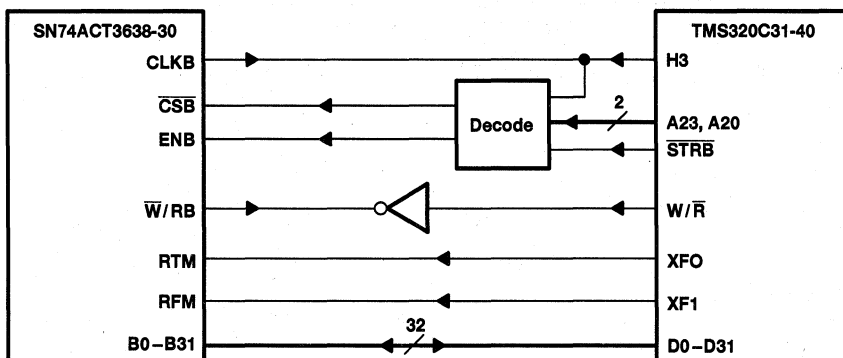 SN74ACT3638-30
TMS320C31-40
CLKB
H3
CSB
2
Decode
A23, A20
ENB
STRB
W/RB
W/R
RTM
XFO
RFM
XF1
32
B0–B31
D0–D31